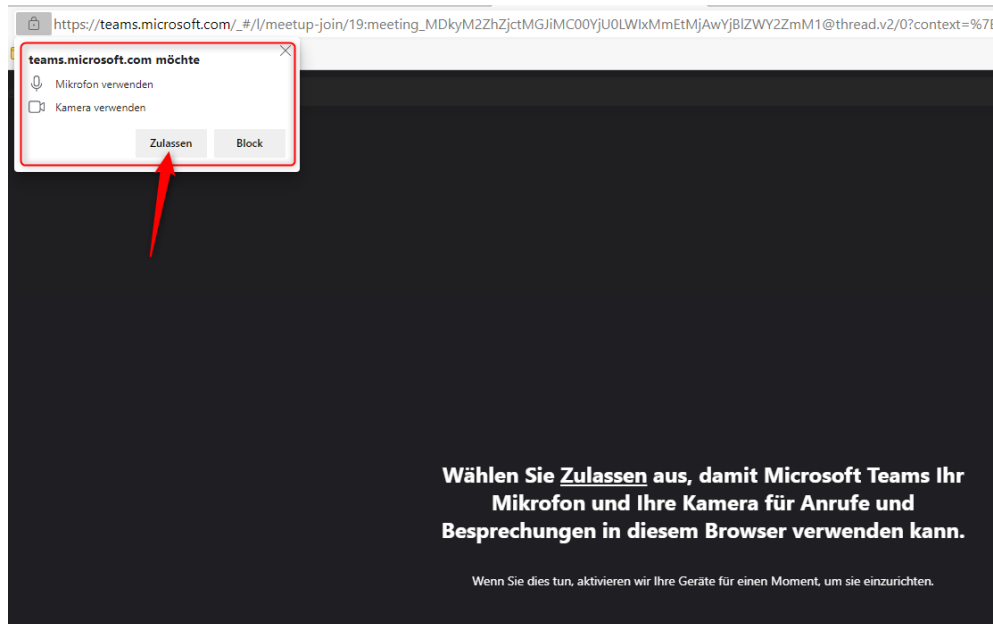 https://teams.microsoft.com/_#/l/meetup-join/19:meeting_MDkyM2ZhZjctMGJiMC00YjU0LWIxMmEtMjAwYjBlZWY2ZmM1@thread.v2/0?context=%7E
teams.microsoft.com möchte
Mikrofon verwenden
Kamera verwenden
Zulassen Block
Wählen Sie Zulassen aus, damit Microsoft Teams Ihr
Mikrofon und Ihre Kamera für Anrufe und
Besprechungen in diesem Browser verwenden kann.
Wenn Sie dies tun, aktivieren wir Ihre Geräte für einen Moment, um sie einzurichten.